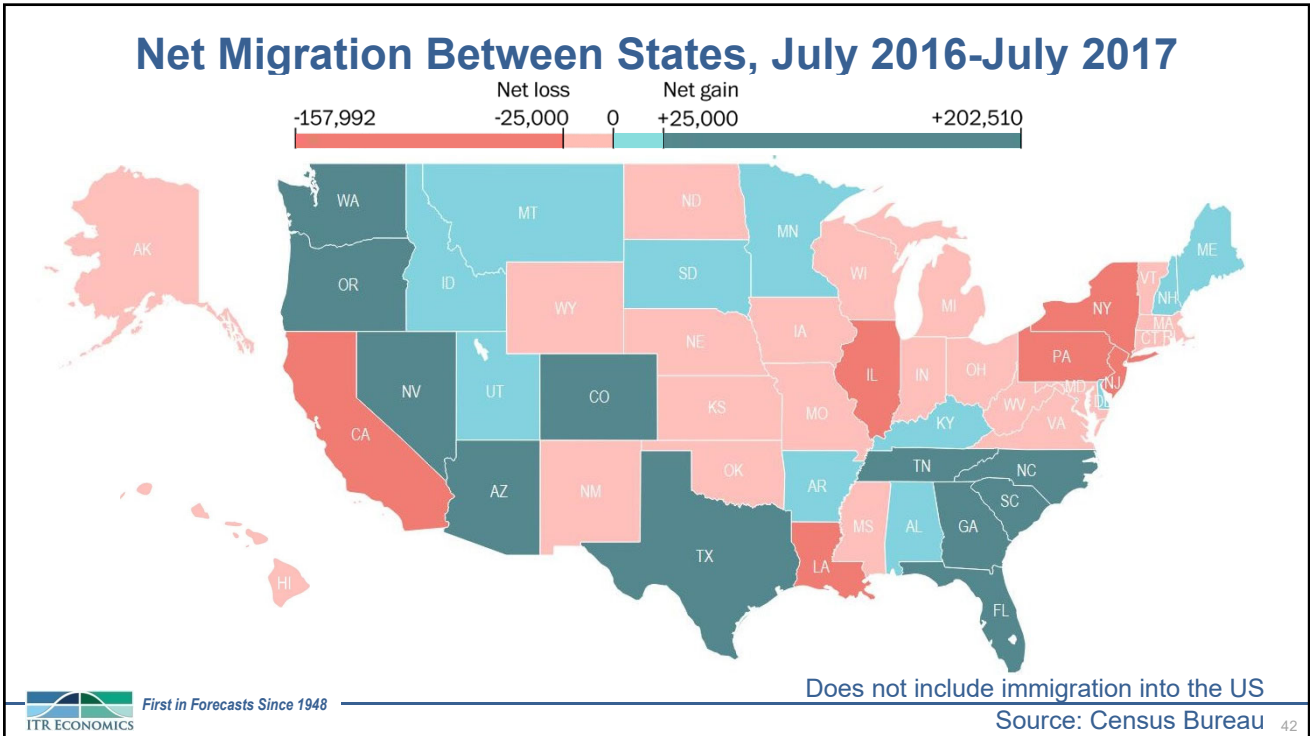 Net Migration Between States, July 2016-July 2017
Net loss Net gain
-157,992 -25,000 0 +25,000 +202,510
WA
MT
ND
MN
ME
AK
OR
ID
SD
WI
MI
VT
NH
NY
WY
IA
MA
NE
CT RI
PA
NV
UT
CO
IL
IN
OH
NJ
MD
DE
CA
KS
MO
WV
VA
KY
AZ
NM
OK
AR
TN
NC
SC
MS
AL
GA
TX
LA
HI
FL
Does not include immigration into the US
ITR ECONOMICS
First in Forecasts Since 1948
Source: Census Bureau
42